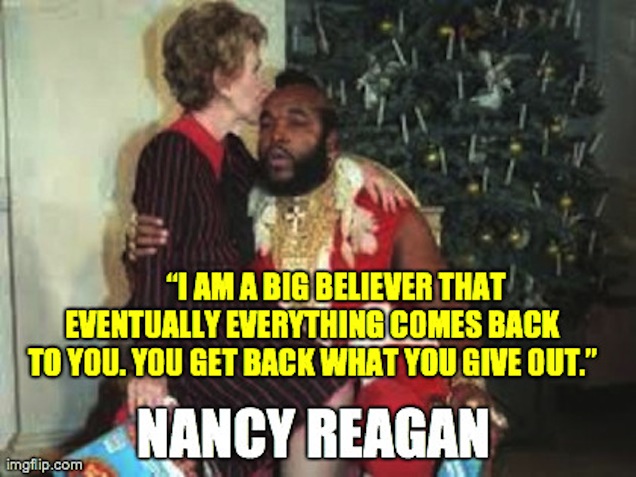 “I AM A BIG BELIEVER THAT
EVENTUALLY EVERYTHING COMES BACK
TO YOU. YOU GET BACK WHAT YOU GIVE OUT.”
NANCY REAGAN
imgflip.com